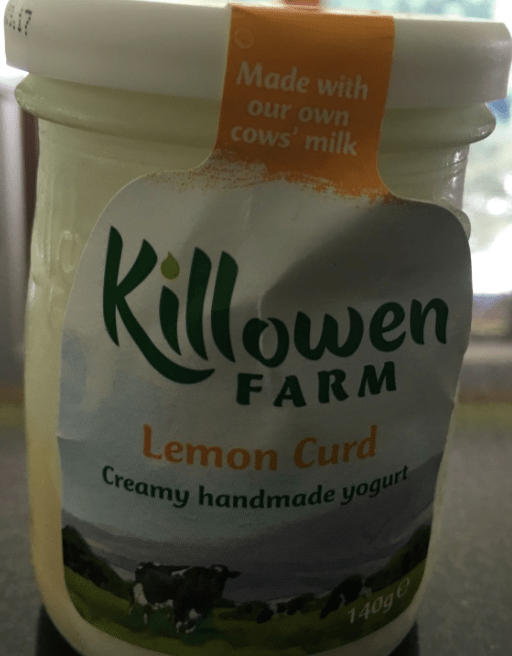 Made with
our own
cows' milk
Killowen
FARM
Lemon Curd
Creamy handmade yogurt
140g e